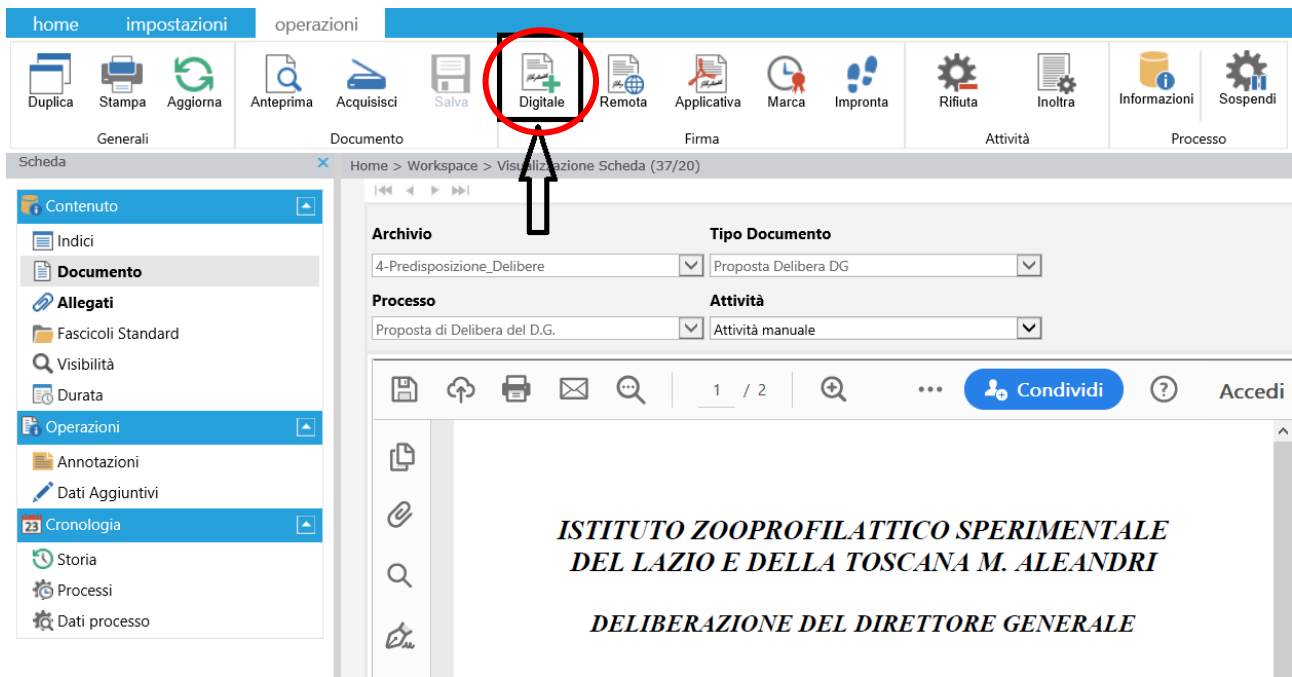 home impostazioni operazioni
Duplica Stampa Aggiorna Anteprima Acquisisci Salva Digitale Remota Applicativa Marca Impronta Rifiuta Inoltra Informazioni Sospendi
Generali Documento Firma Attività Processo
Scheda
Home > Workspace > Visualizzazione Scheda (37/20)
Contenuto
Indici
Documento
Allegati
Fascicoli Standard
Visibilità
Durata
Operazioni
Annotazioni
Dati Aggiuntivi
23 Cronologia
Storia
Processi
Dati processo
Archivio Tipo Documento
4-Predisposizione_Delibere Proposta Delibera DG
Processo Attività
Proposta di Delibera del D.G. Attività manuale
1 / 2 Condividi Accedi
ISTITUTO ZOOPROFILATTICO SPERIMENTALE
DEL LAZIO E DELLA TOSCANA M. ALEANDRI
DELIBERAZIONE DEL DIRETTORE GENERALE